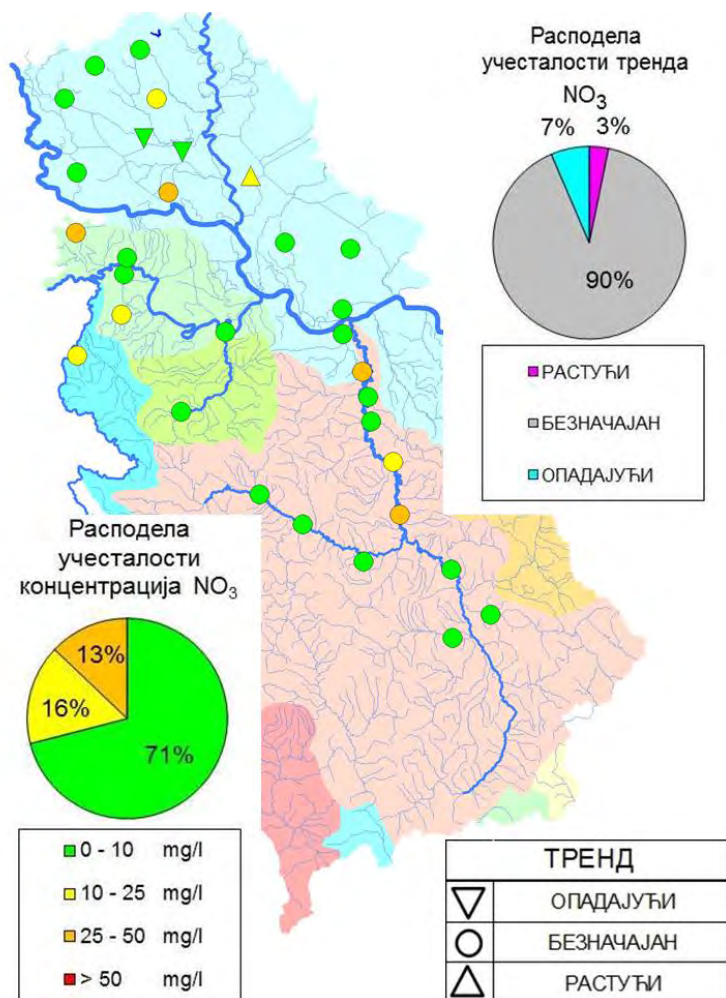 Расподела
учесталости тренда
NO₃
7%
3%
90%
РАСТУЋИ
БЕЗНАЧАЈАН
ОПАДАЈУЋИ
Расподела
учесталости
концентрација NO₃
13%
16%
71%
0 - 10 mg/l
10 - 25 mg/l
25 - 50 mg/l
> 50 mg/l
ТРЕНД
ОПАДАЈУЋИ
БЕЗНАЧАЈАН
РАСТУЋИ